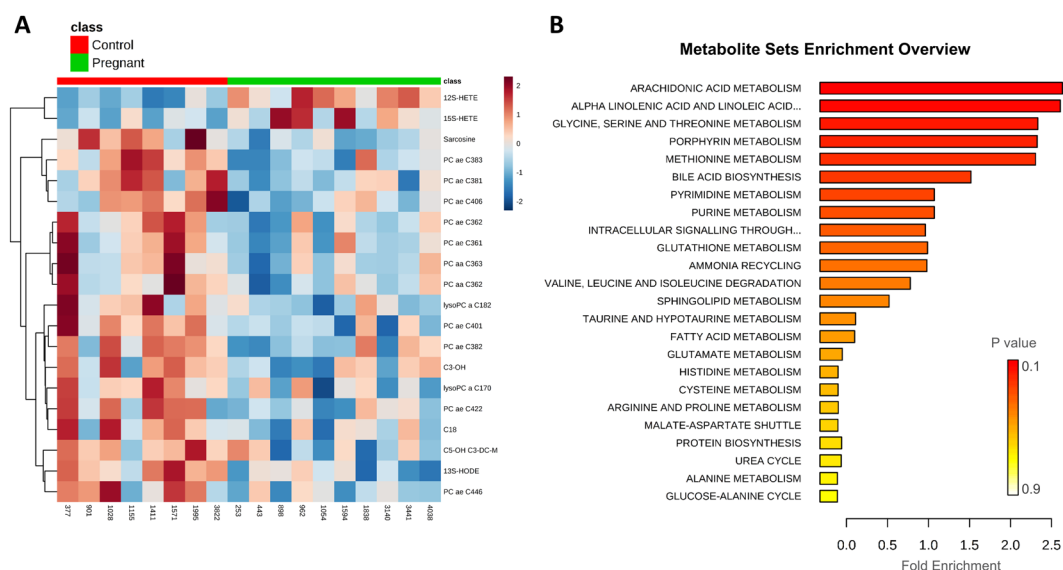 A
class
Control
Pregnant
class
12S-HETE
15S-HETE
Sarcosine
PC ae C383
PC ae C381
PC ae C406
PC ae C362
PC ae C361
PC aa C363
PC aa C362
lysoPC a C182
PC ae C401
PC ae C382
C3-OH
lysoPC a C170
PC ae C422
C18
C5-OH C3-DC-M
13S-HODE
PC ae C446
2
1
0
-1
-2
377
901
1028
1155
1411
1571
1995
3822
253
443
898
962
1054
1594
1838
3140
3441
4038
B
Metabolite Sets Enrichment Overview
ARACHIDONIC ACID METABOLISM
ALPHA LINOLENIC ACID AND LINOLEIC ACID...
GLYCINE, SERINE AND THREONINE METABOLISM
PORPHYRIN METABOLISM
METHIONINE METABOLISM
BILE ACID BIOSYNTHESIS
PYRIMIDINE METABOLISM
PURINE METABOLISM
INTRACELLULAR SIGNALLING THROUGH...
GLUTATHIONE METABOLISM
AMMONIA RECYCLING
VALINE, LEUCINE AND ISOLEUCINE DEGRADATION
SPHINGOLIPID METABOLISM
TAURINE AND HYPOTAURINE METABOLISM
FATTY ACID METABOLISM
GLUTAMATE METABOLISM
HISTIDINE METABOLISM
CYSTEINE METABOLISM
ARGININE AND PROLINE METABOLISM
MALATE-ASPARTATE SHUTTLE
PROTEIN BIOSYNTHESIS
UREA CYCLE
ALANINE METABOLISM
GLUCOSE-ALANINE CYCLE
P value
0.1
0.9
0.0 0.5 1.0 1.5 2.0 2.5
Fold Enrichment